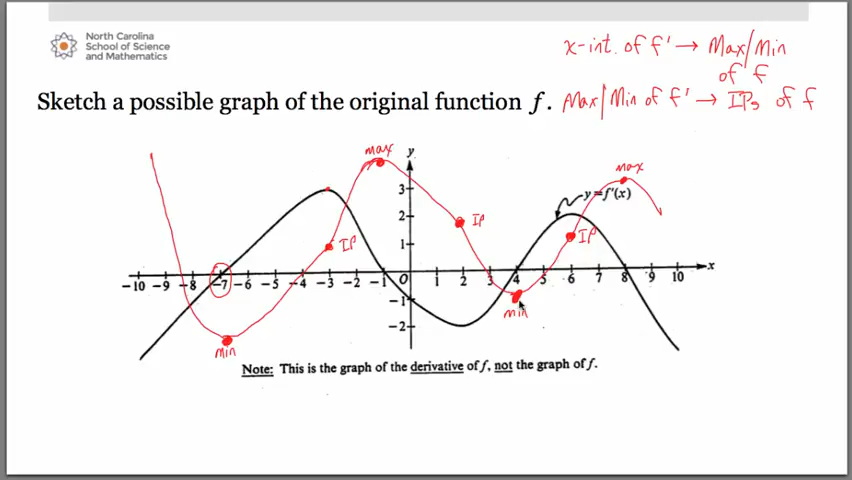 North Carolina
School of Science
and Mathematics
x-int. of f' → Max/Min
of f
Sketch a possible graph of the original function f.
Max/Min of f' → IPs of f
max
y
max
3
y=f'(x)
2
IP
1
IP
IP
x
-10 -9 -8 -7 -6 -5 -4 -3 -2 -1 O 1 2 3 4 5 6 7 8 9 10
-1
min
-2
min
Note: This is the graph of the derivative of f, not the graph of f.